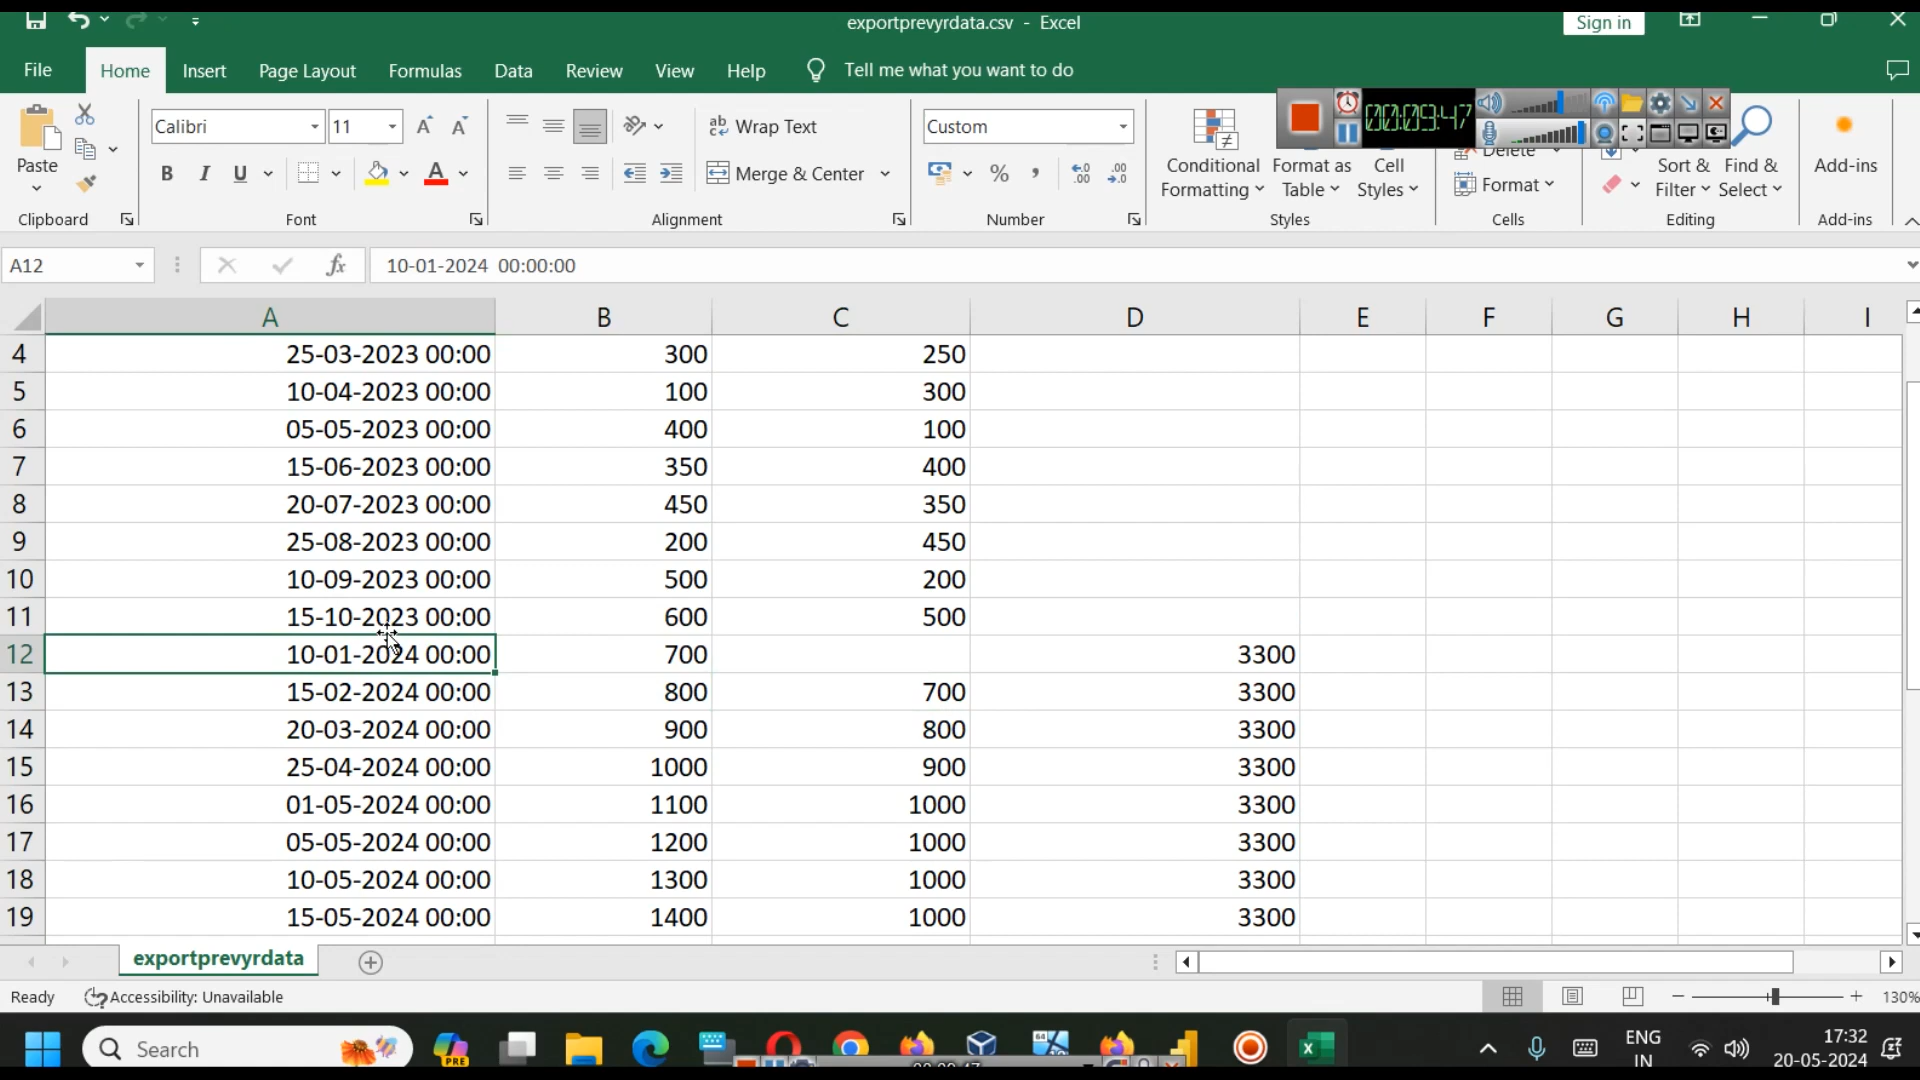 exportprevyrdata.csv - Excel
Sign in
File Home Insert Page Layout Formulas Data Review View Help Tell me what you want to do
Calibri 11 ab Wrap Text Custom 00:09:47
Paste B I U Merge & Center % Conditional Formatting Format as Table Cell Styles Delete Format Sort & Filter Find & Select Add-ins
Clipboard Font Alignment Number Styles Cells Editing Add-ins
A12 fx 10-01-2024 00:00:00
A B C D E F G H I
4 25-03-2023 00:00 300 250
5 10-04-2023 00:00 100 300
6 05-05-2023 00:00 400 100
7 15-06-2023 00:00 350 400
8 20-07-2023 00:00 450 350
9 25-08-2023 00:00 200 450
10 10-09-2023 00:00 500 200
11 15-10-2023 00:00 600 500
12 10-01-2024 00:00 700 3300
13 15-02-2024 00:00 800 700 3300
14 20-03-2024 00:00 900 800 3300
15 25-04-2024 00:00 1000 900 3300
16 01-05-2024 00:00 1100 1000 3300
17 05-05-2024 00:00 1200 1000 3300
18 10-05-2024 00:00 1300 1000 3300
19 15-05-2024 00:00 1400 1000 3300
exportprevyrdata
Ready Accessibility: Unavailable 130%
Search PRE ENG 17:32
IN 20-05-2024